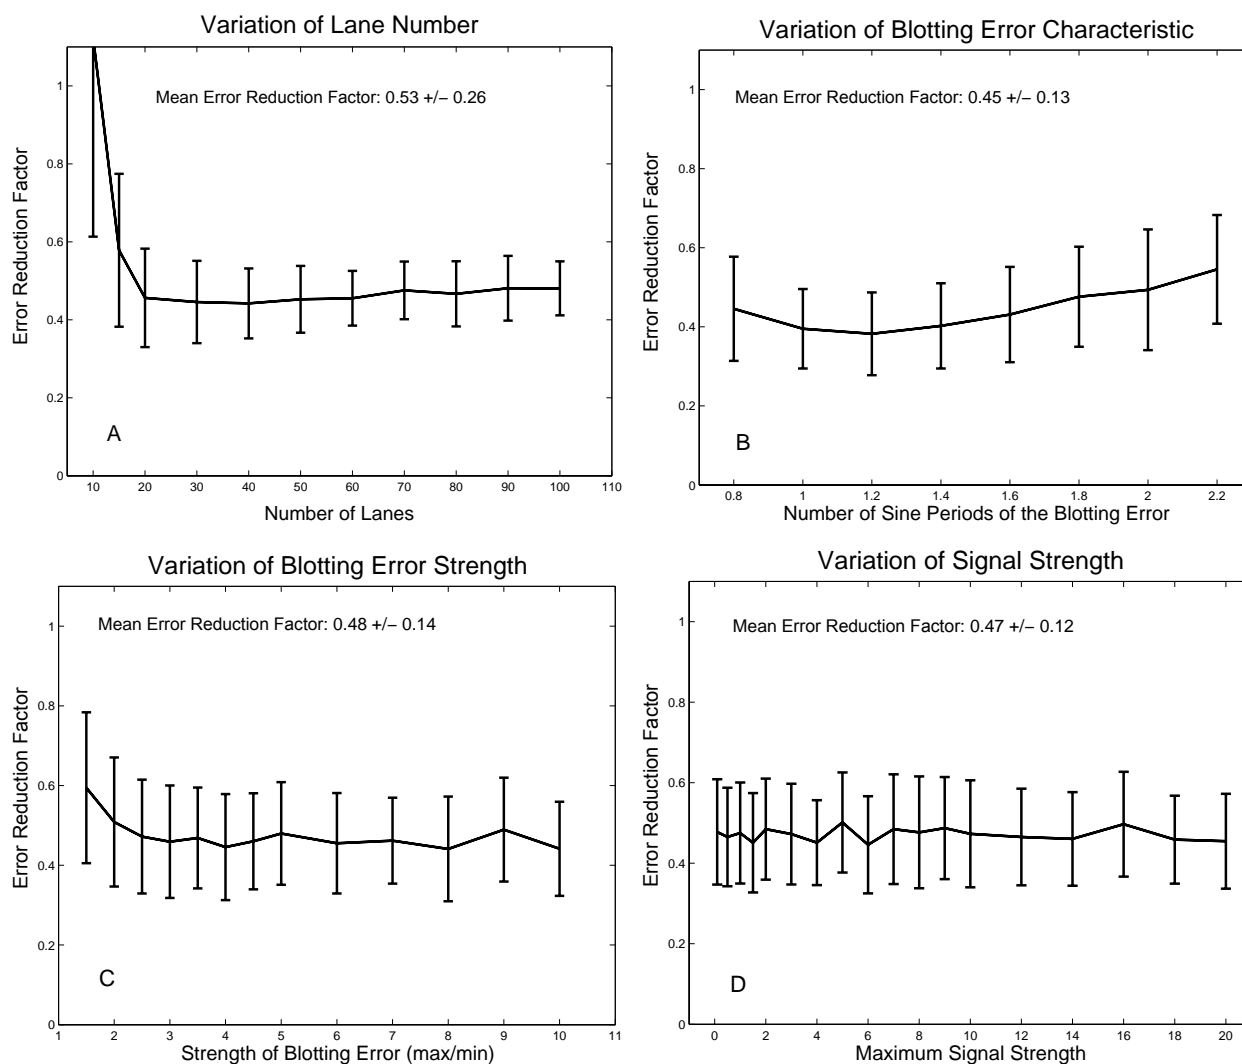 Variation of Lane Number
Mean Error Reduction Factor: 0.53 +/− 0.26
Error Reduction Factor
1
0.8
0.6
0.4
0.2
0
A
10 20 30 40 50 60 70 80 90 100 110
Number of Lanes
Variation of Blotting Error Characteristic
Mean Error Reduction Factor: 0.45 +/− 0.13
Error Reduction Factor
1
0.8
0.6
0.4
0.2
0
B
0.8 1 1.2 1.4 1.6 1.8 2 2.2
Number of Sine Periods of the Blotting Error
Variation of Blotting Error Strength
Mean Error Reduction Factor: 0.48 +/− 0.14
Error Reduction Factor
1
0.8
0.6
0.4
0.2
0
C
1 2 3 4 5 6 7 8 9 10 11
Strength of Blotting Error (max/min)
Variation of Signal Strength
Mean Error Reduction Factor: 0.47 +/− 0.12
Error Reduction Factor
1
0.8
0.6
0.4
0.2
0
D
0 2 4 6 8 10 12 14 16 18 20
Maximum Signal Strength